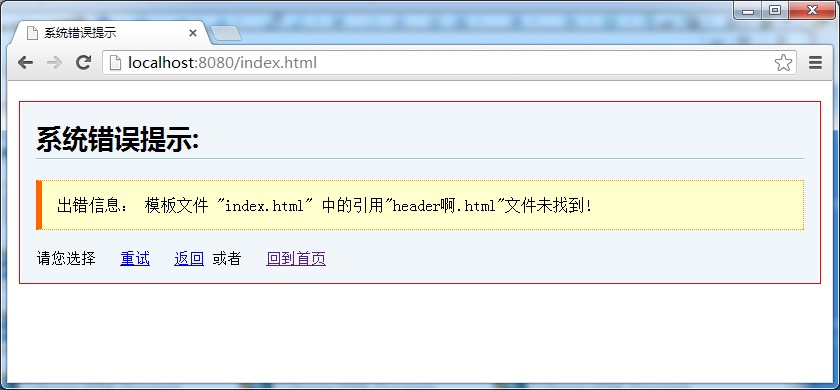 系统错误提示
localhost:8080/index.html
系统错误提示:
出错信息: 模板文件 "index.html" 中的引用"header啊.html"文件未找到!
请您选择 重试 返回 或者 回到首页